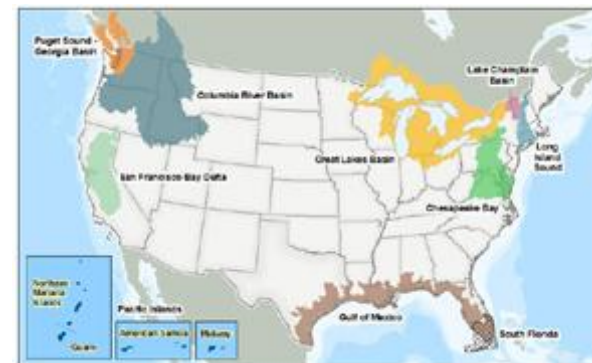 Puget Sound -
Georgia Basin
Lake Champlain
Basin
Columbia River Basin
Long
Island
Sound
Great Lakes Basin
San Francisco-Bay Delta
Chesapeake Bay
Northern
Mariana
Islands
Guam
Pacific Islands
American Samoa
Midway
Gulf of Mexico
South Florida